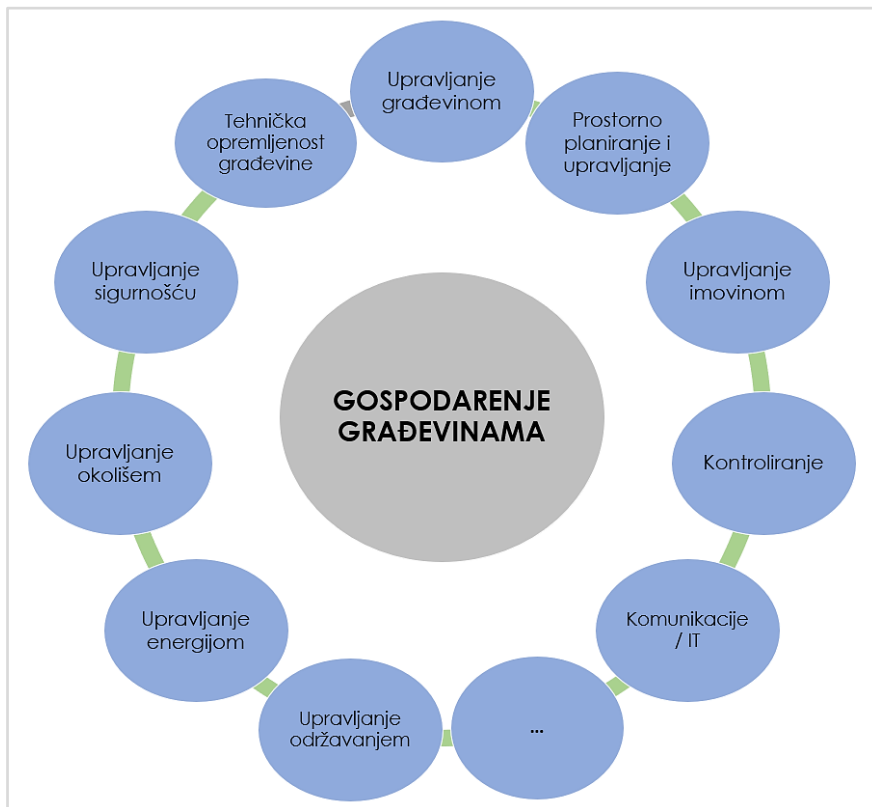 Upravljanje
građevinom
Prostorno
planiranje i
upravljanje
Upravljanje
imovinom
Kontroliranje
Komunikacije
/ IT
...
Upravljanje
održavanjem
Upravljanje
energijom
Upravljanje
okolišem
Upravljanje
sigurnošću
Tehnička
opremljenost
građevine
GOSPODARENJE
GRAĐEVINAMA